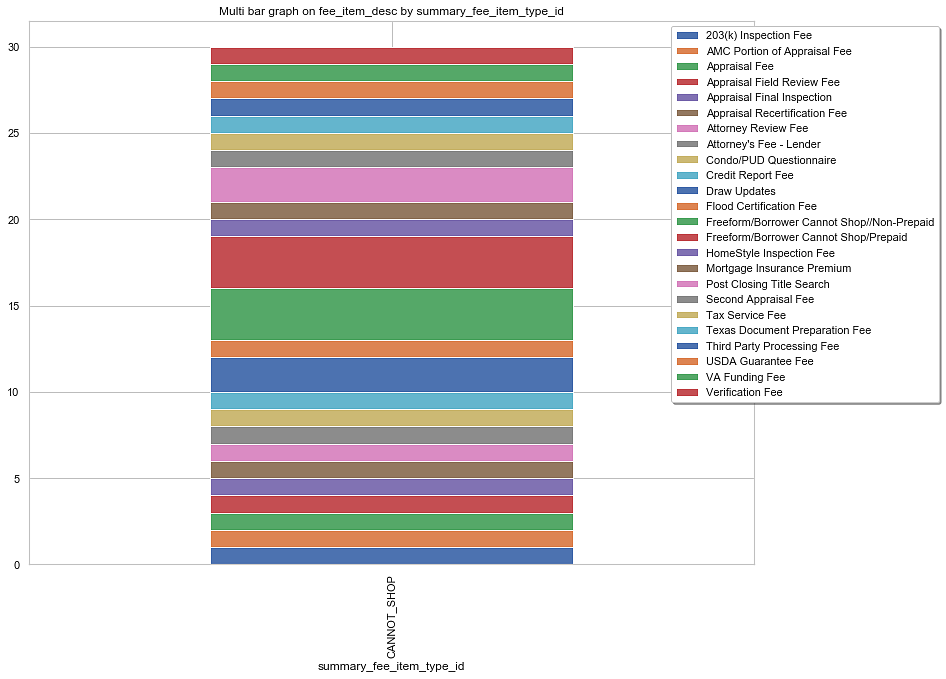 Multi bar graph on fee_item_desc by summary_fee_item_type_id
30
25
20
15
10
5
0
203(k) Inspection Fee
AMC Portion of Appraisal Fee
Appraisal Fee
Appraisal Field Review Fee
Appraisal Final Inspection
Appraisal Recertification Fee
Attorney Review Fee
Attorney's Fee - Lender
Condo/PUD Questionnaire
Credit Report Fee
Draw Updates
Flood Certification Fee
Freeform/Borrower Cannot Shop//Non-Prepaid
Freeform/Borrower Cannot Shop/Prepaid
HomeStyle Inspection Fee
Mortgage Insurance Premium
Post Closing Title Search
Second Appraisal Fee
Tax Service Fee
Texas Document Preparation Fee
Third Party Processing Fee
USDA Guarantee Fee
VA Funding Fee
Verification Fee
CANNOT_SHOP
summary_fee_item_type_id